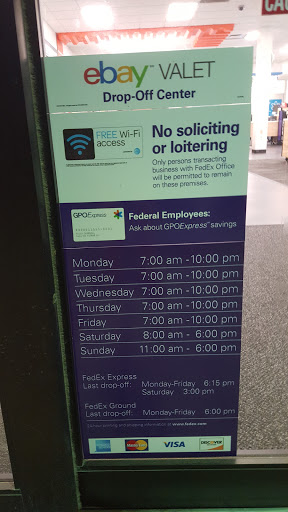 ebay™ VALET
Drop-Off Center
FREE Wi-Fi
access
No soliciting
or loitering
Only persons transacting
business with FedEx Office
will be permitted to remain
on these premises.
GPOExpress
Federal Employees:
Ask about GPOExpress™ savings
Monday 7:00 am - 10:00 pm
Tuesday 7:00 am - 10:00 pm
Wednesday 7:00 am - 10:00 pm
Thursday 7:00 am - 10:00 pm
Friday 7:00 am - 10:00 pm
Saturday 8:00 am - 6:00 pm
Sunday 11:00 am - 6:00 pm
FedEx Express
Last drop-off: Monday-Friday 6:15 pm
Saturday 3:00 pm
FedEx Ground
Last drop-off: Monday-Friday 6:00 pm
MasterCard
VISA
DISCOVER